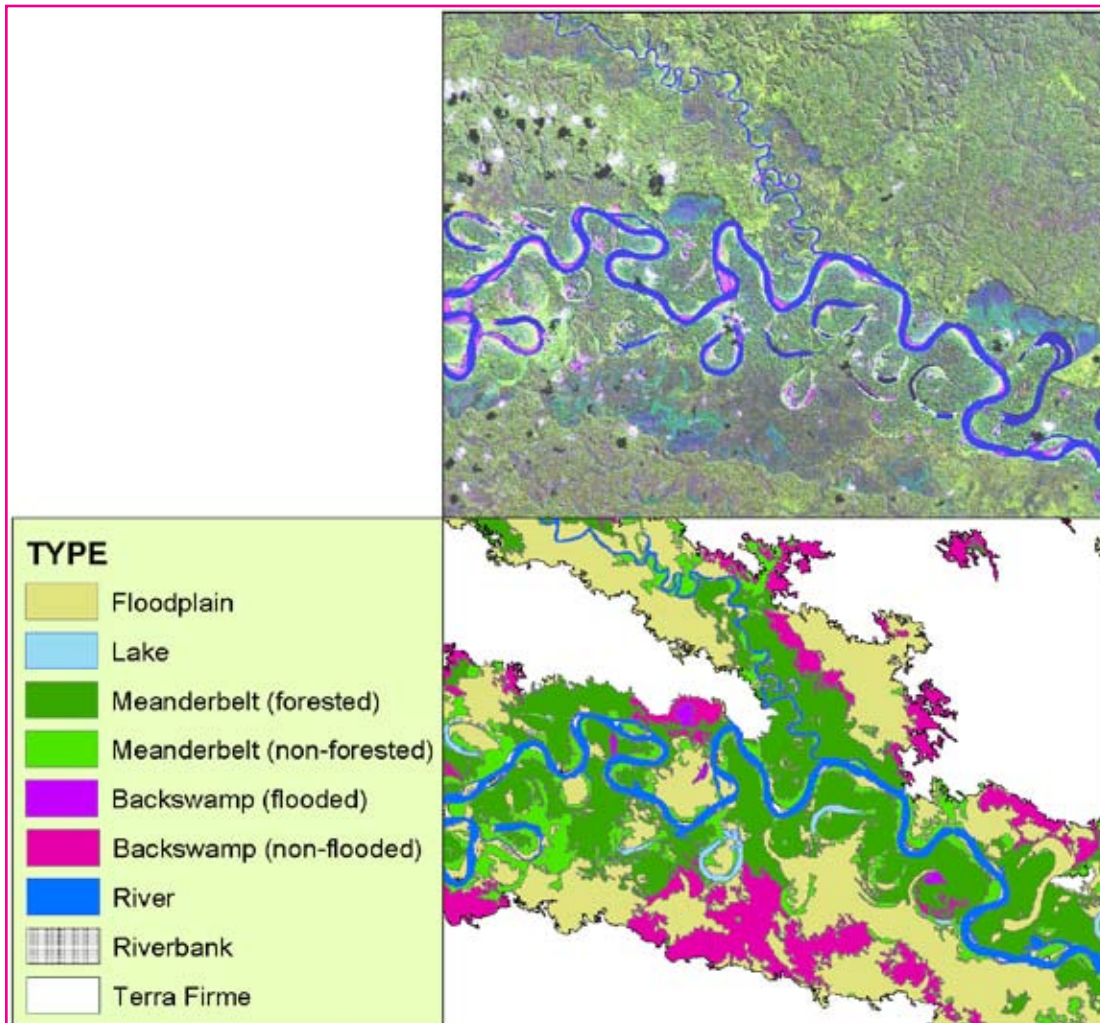 TYPE
Floodplain
Lake
Meanderbelt (forested)
Meanderbelt (non-forested)
Backswamp (flooded)
Backswamp (non-flooded)
River
Riverbank
Terra Firme